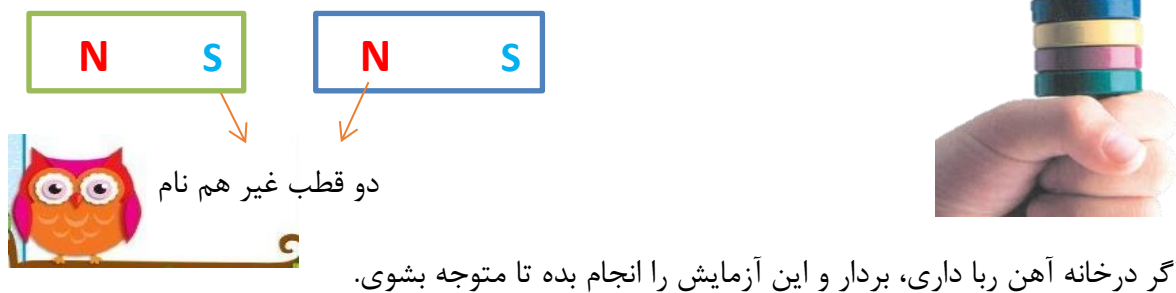 N S N S
دو قطب غیر هم نام
گر درخانه آهن ربا داری، بردار و این آزمایش را انجام بده تا متوجه بشوی.